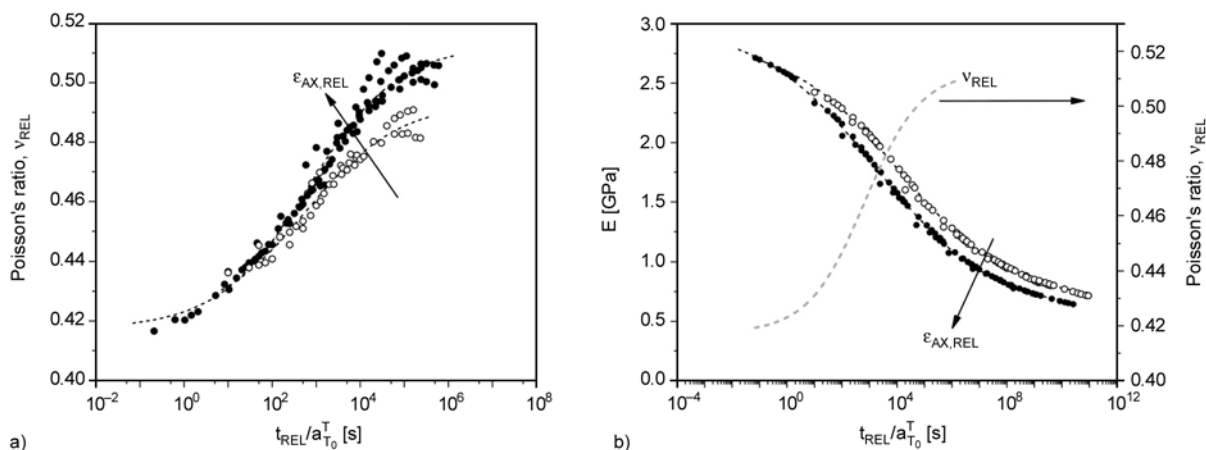 0.52
0.50
0.48
0.46
0.44
0.42
0.40
Poisson's ratio, νREL
εAX,REL
10−2 100 102 104 106 108
tREL/aTT0 [s]
a)
3.0
2.5
2.0
1.5
1.0
0.5
0.0
E [GPa]
νREL
εAX,REL
0.52
0.50
0.48
0.46
0.44
0.42
0.40
Poisson's ratio, νREL
10−4 100 104 108 1012
tREL/aTT0 [s]
b)